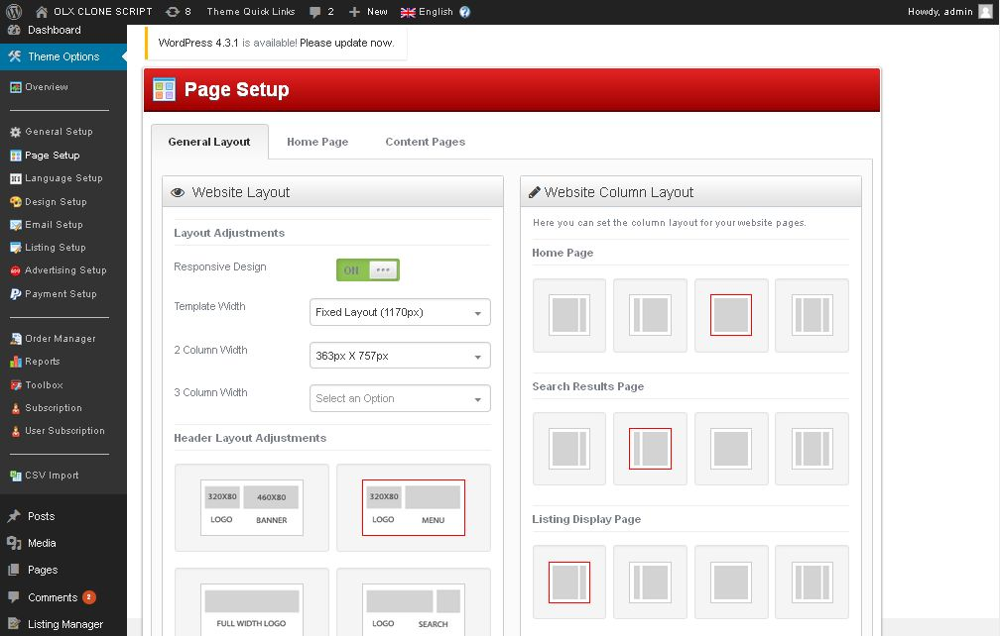 OLX CLONE SCRIPT 8 Theme Quick Links 2 New English Howdy, admin
Dashboard
Theme Options
Overview
General Setup
Page Setup
Language Setup
Design Setup
Email Setup
Listing Setup
Advertising Setup
Payment Setup
Order Manager
Reports
Toolbox
Subscription
User Subscription
CSV Import
Posts
Media
Pages
Comments 2
Listing Manager
WordPress 4.3.1 is available! Please update now.
Page Setup
General Layout Home Page Content Pages
Website Layout
Layout Adjustments
Responsive Design ON
Template Width Fixed Layout (1170px)
2 Column Width 363px X 757px
3 Column Width Select an Option
Header Layout Adjustments
320X80 460X80
LOGO BANNER
320X80
LOGO MENU
FULL WIDTH LOGO
LOGO SEARCH
Website Column Layout
Here you can set the column layout for your website pages.
Home Page
Search Results Page
Listing Display Page